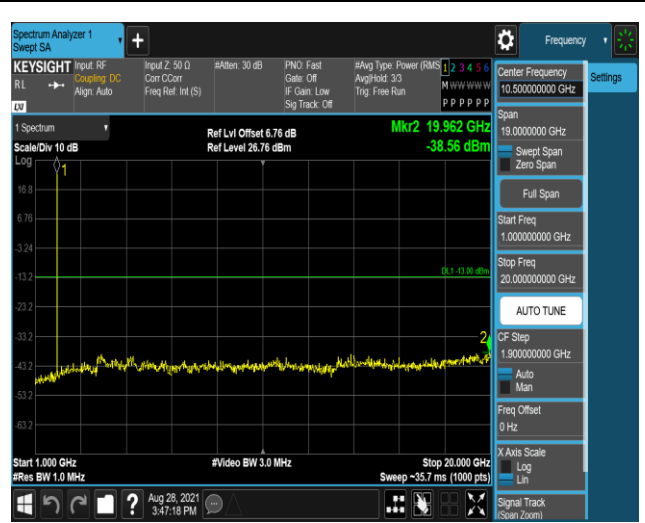 Spectrum Analyzer 1
Swept SA
Frequency
KEYSIGHT
RL
LXI
Input: RF
Coupling: DC
Align: Auto
Input Z: 50 Ω
Corr CCorr
Freq Ref: Int (S)
#Atten: 30 dB
PNO: Fast
Gate: Off
IF Gain: Low
Sig Track: Off
#Avg Type: Power (RMS
Avg|Hold: 3/3
Trig: Free Run
1 2 3 4 5 6
M W W W W W
P P P P P P
1 Spectrum
Scale/Div 10 dB
Log
Ref Lvl Offset 6.76 dB
Ref Level 26.76 dBm
Mkr2 19.962 GHz
-38.56 dBm
1
16.8
6.76
-3.24
-13.2
DL1 -13.00 dBm
-23.2
-33.2
2
-43.2
-53.2
-63.2
Start 1.000 GHz
#Res BW 1.0 MHz
#Video BW 3.0 MHz
Stop 20.000 GHz
Sweep ~35.7 ms (1000 pts)
Aug 28, 2021
3:47:18 PM
Center Frequency
10.500000000 GHz
Span
19.0000000 GHz
Swept Span
Zero Span
Full Span
Start Freq
1.000000000 GHz
Stop Freq
20.000000000 GHz
AUTO TUNE
CF Step
1.900000000 GHz
Auto
Man
Freq Offset
0 Hz
X Axis Scale
Log
Lin
Signal Track
(Span Zoom)
Settings